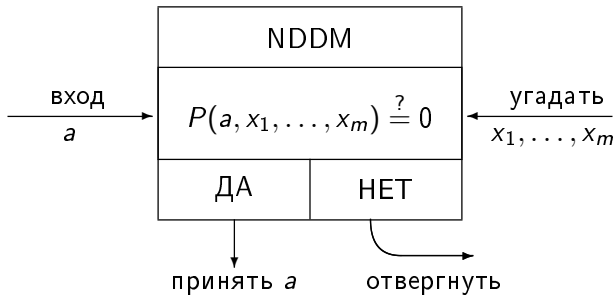 NDDM
вход
a
P(a, x₁, . . . , xₘ) ≟ 0
угадать
x₁, . . . , xₘ
ДА
НЕТ
принять a
отвергнуть